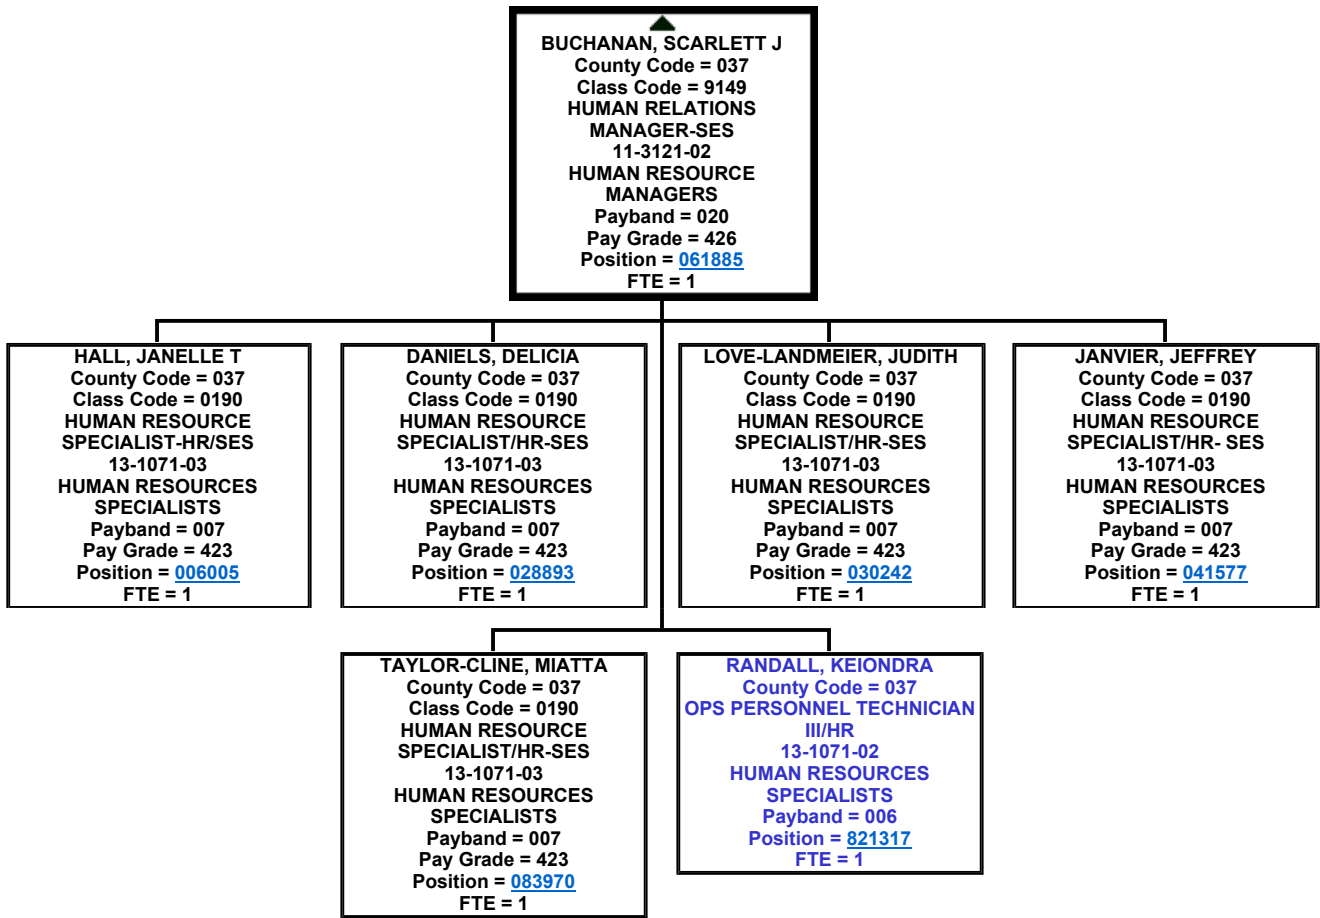 BUCHANAN, SCARLETT J
County Code = 037
Class Code = 9149
HUMAN RELATIONS
MANAGER-SES
11-3121-02
HUMAN RESOURCE
MANAGERS
Payband = 020
Pay Grade = 426
Position = 061885
FTE = 1
HALL, JANELLE T
County Code = 037
Class Code = 0190
HUMAN RESOURCE
SPECIALIST-HR/SES
13-1071-03
HUMAN RESOURCES
SPECIALISTS
Payband = 007
Pay Grade = 423
Position = 006005
FTE = 1
DANIELS, DELICIA
County Code = 037
Class Code = 0190
HUMAN RESOURCE
SPECIALIST/HR-SES
13-1071-03
HUMAN RESOURCES
SPECIALISTS
Payband = 007
Pay Grade = 423
Position = 028893
FTE = 1
LOVE-LANDMEIER, JUDITH
County Code = 037
Class Code = 0190
HUMAN RESOURCE
SPECIALIST/HR-SES
13-1071-03
HUMAN RESOURCES
SPECIALISTS
Payband = 007
Pay Grade = 423
Position = 030242
FTE = 1
JANVIER, JEFFREY
County Code = 037
Class Code = 0190
HUMAN RESOURCE
SPECIALIST/HR- SES
13-1071-03
HUMAN RESOURCES
SPECIALISTS
Payband = 007
Pay Grade = 423
Position = 041577
FTE = 1
TAYLOR-CLINE, MIATTA
County Code = 037
Class Code = 0190
HUMAN RESOURCE
SPECIALIST/HR-SES
13-1071-03
HUMAN RESOURCES
SPECIALISTS
Payband = 007
Pay Grade = 423
Position = 083970
FTE = 1
RANDALL, KEIONDRA
County Code = 037
OPS PERSONNEL TECHNICIAN
III/HR
13-1071-02
HUMAN RESOURCES
SPECIALISTS
Payband = 006
Position = 821317
FTE = 1